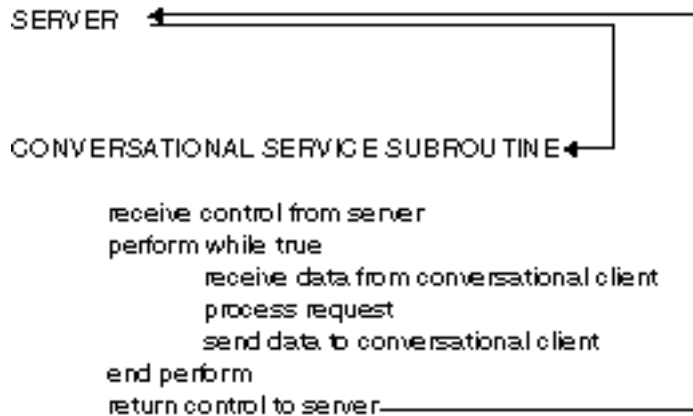 SERVER
CONVERSATIONAL SERVICE SUBROUTINE
receive control from server
perform while true
receive data from conversational client
process request
send data to conversational client
end perform
return control to server